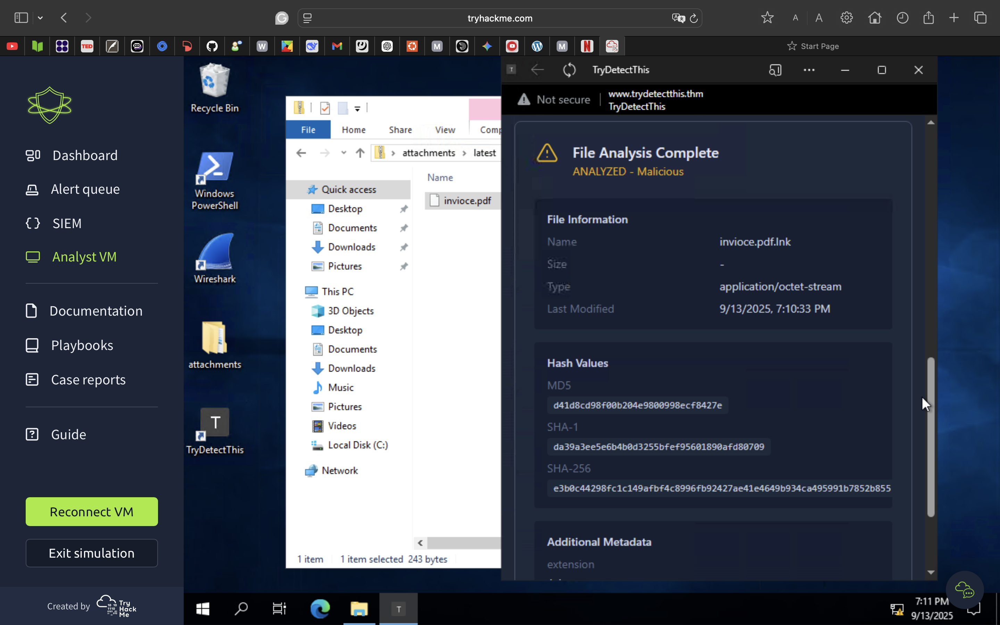 tryhackme.com
A
A
TED
W
M
M
N
Start Page
Dashboard
Alert queue
SIEM
Analyst VM
Documentation
Playbooks
Case reports
Guide
Reconnect VM
Exit simulation
Created by
Try
Hack
Me
Recycle Bin
Windows
PowerShell
Wireshark
attachments
T
TryDetectThis
File
Home
Share
View
Comp
attachments
latest
Name
invioce.pdf
Quick access
Desktop
Documents
Downloads
Pictures
This PC
3D Objects
Desktop
Documents
Downloads
Music
Pictures
Videos
Local Disk (C:)
Network
1 item
1 item selected 243 bytes
T
TryDetectThis
Not secure
www.trydetectthis.thm
TryDetectThis
File Analysis Complete
ANALYZED - Malicious
File Information
Name
invioce.pdf.lnk
Size
-
Type
application/octet-stream
Last Modified
9/13/2025, 7:10:33 PM
Hash Values
MD5
d41d8cd98f00b204e9800998ecf8427e
SHA-1
da39a3ee5e6b4b0d3255bfef95601890afd80709
SHA-256
e3b0c44298fc1c149afbf4c8996fb92427ae41e4649b934ca495991b7852b855
Additional Metadata
extension
T
7:11 PM
9/13/2025